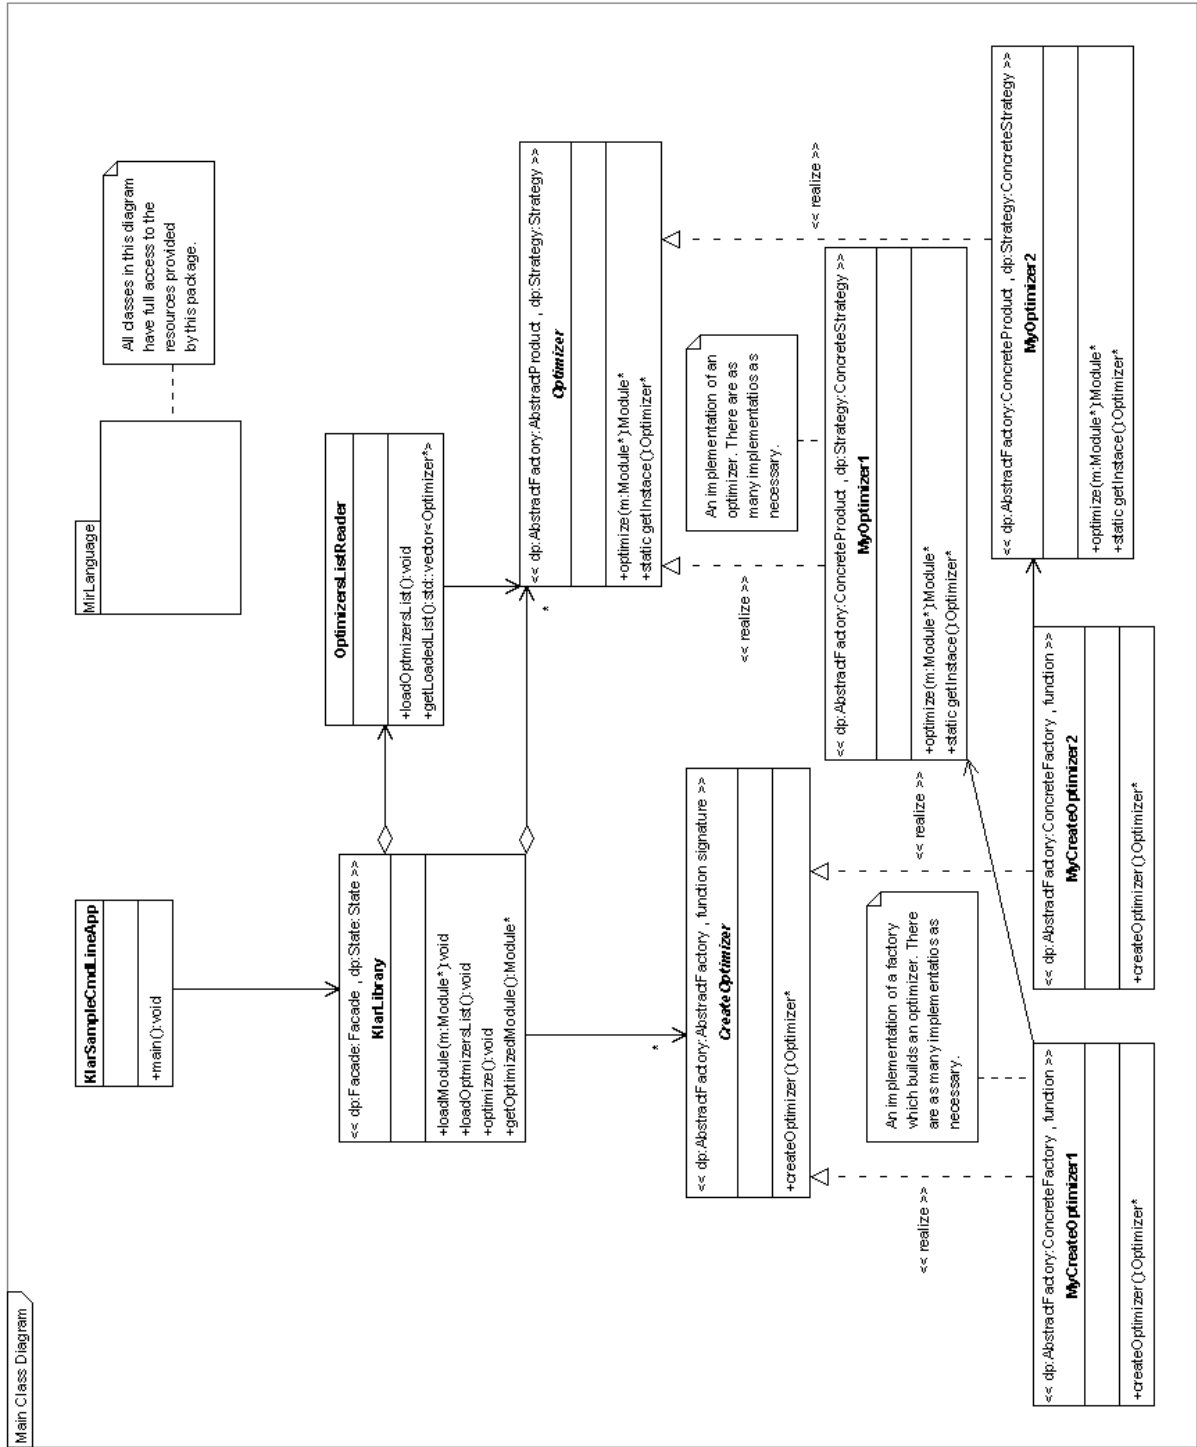 Main Class Diagram
KlarSampleCmdLineApp
+main():void
MirLanguage
All classes in this diagram
have full access to the
resources provided
by this package.
<< dp:Facade:Facade , dp:State:State >>
KlarLibrary
+loadModule(m:Module*):void
+loadOptmizersList():void
+optimize():void
+getOptimizedModule():Module*
OptimizersListReader
+loadOptmizersList():void
+getLoadedList():std::vector<Optimizer*>
<< dp:AbstractFactory:AbstractProduct , dp:Strategy:Strategy >>
Optimizer
+optimize(m:Module*):Module*
+static getInstace():Optimizer*
*
*
<< dp:AbstractFactory:AbstractFactory , function signature >>
CreateOptimizer
+createOptimizer():Optimizer*
An implementation of an
optimizer. There are as
many implementatios as
necessary.
<< realize >>
<< realize >>
<< dp:AbstractFactory:ConcreteProduct , dp:Strategy:ConcreteStrategy >>
MyOptimizer1
+optimize(m:Module*):Module*
+static getInstace():Optimizer*
An implementation of a factory
which builds an optimizer. There
are as many implementatios as
necessary.
<< realize >>
<< realize >>
<< dp:AbstractFactory:ConcreteFactory , function >>
MyCreateOptimizer1
+createOptimizer():Optimizer*
<< dp:AbstractFactory:ConcreteFactory , function >>
MyCreateOptimizer2
+createOptimizer():Optimizer*
<< dp:AbstractFactory:ConcreteProduct , dp:Strategy:ConcreteStrategy >>
MyOptimizer2
+optimize(m:Module*):Module*
+static getInstace():Optimizer*